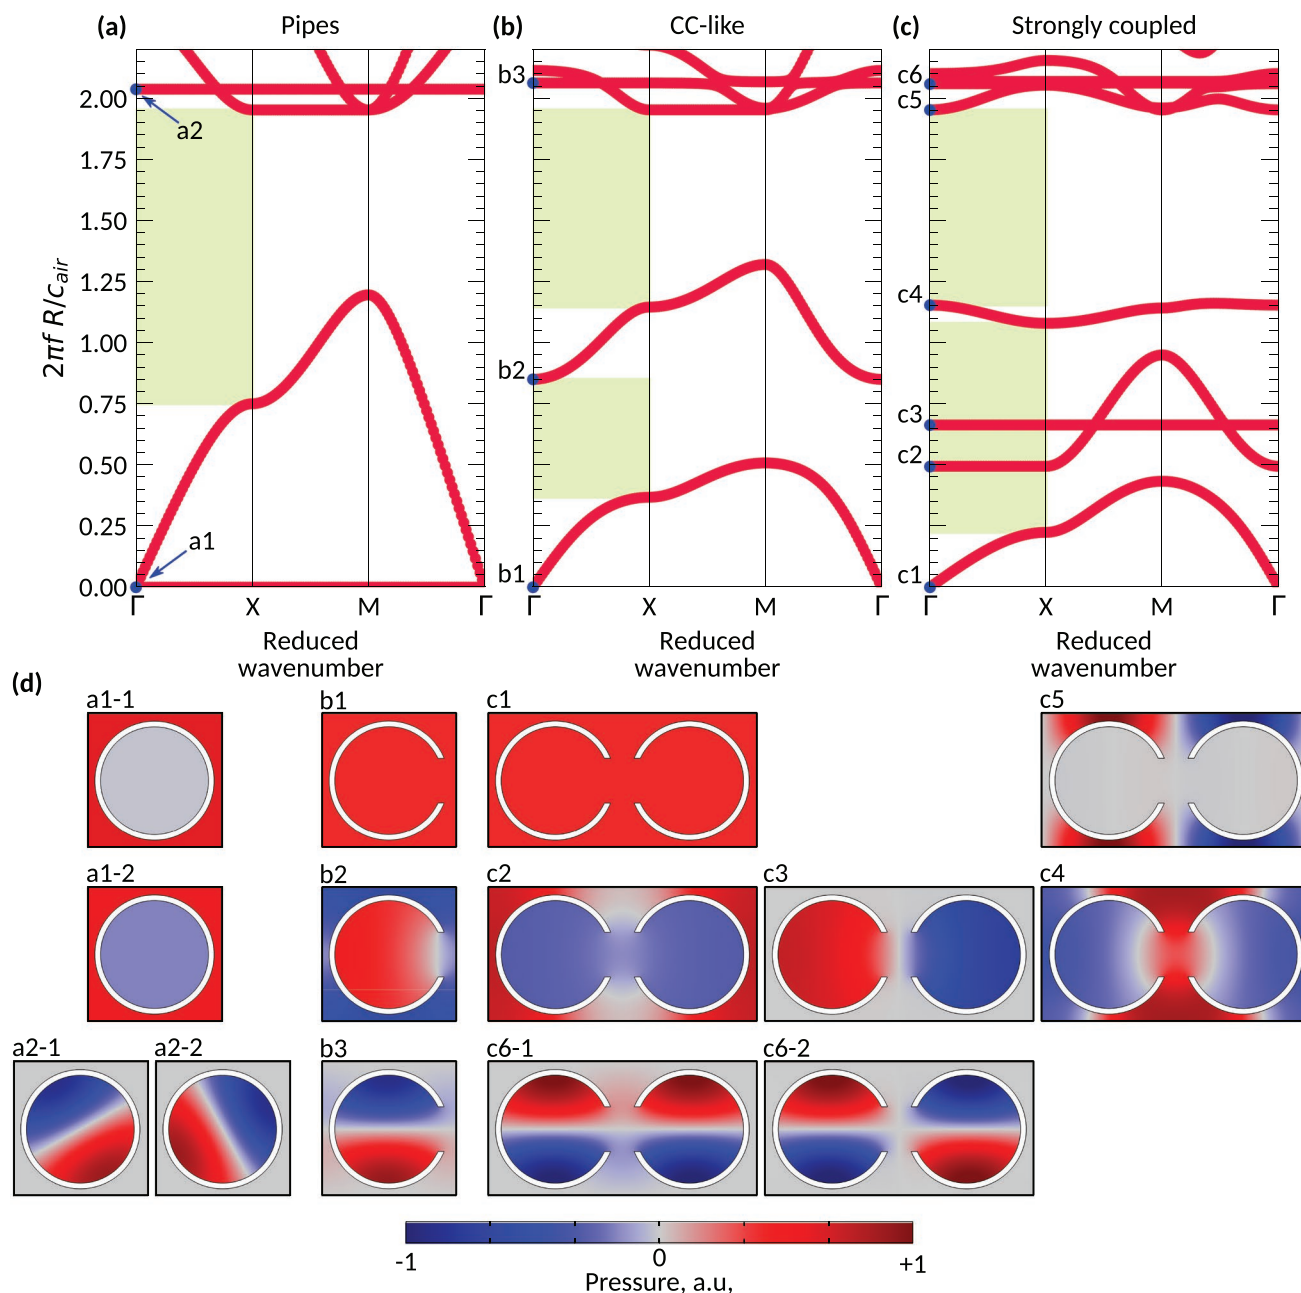 (a) Pipes (b) CC-like (c) Strongly coupled
2πf R/c_air
2.00
1.75
1.50
1.25
1.00
0.75
0.50
0.25
0.00
a2
a1
b3
b2
b1
c6
c5
c4
c3
c2
c1
Γ X M Γ Γ X M Γ Γ X M Γ
Reduced wavenumber
Reduced wavenumber
Reduced wavenumber
(d)
a1-1 b1 c1 c5
a1-2 b2 c2 c3 c4
a2-1 a2-2 b3 c6-1 c6-2
-1 0 +1
Pressure, a.u,